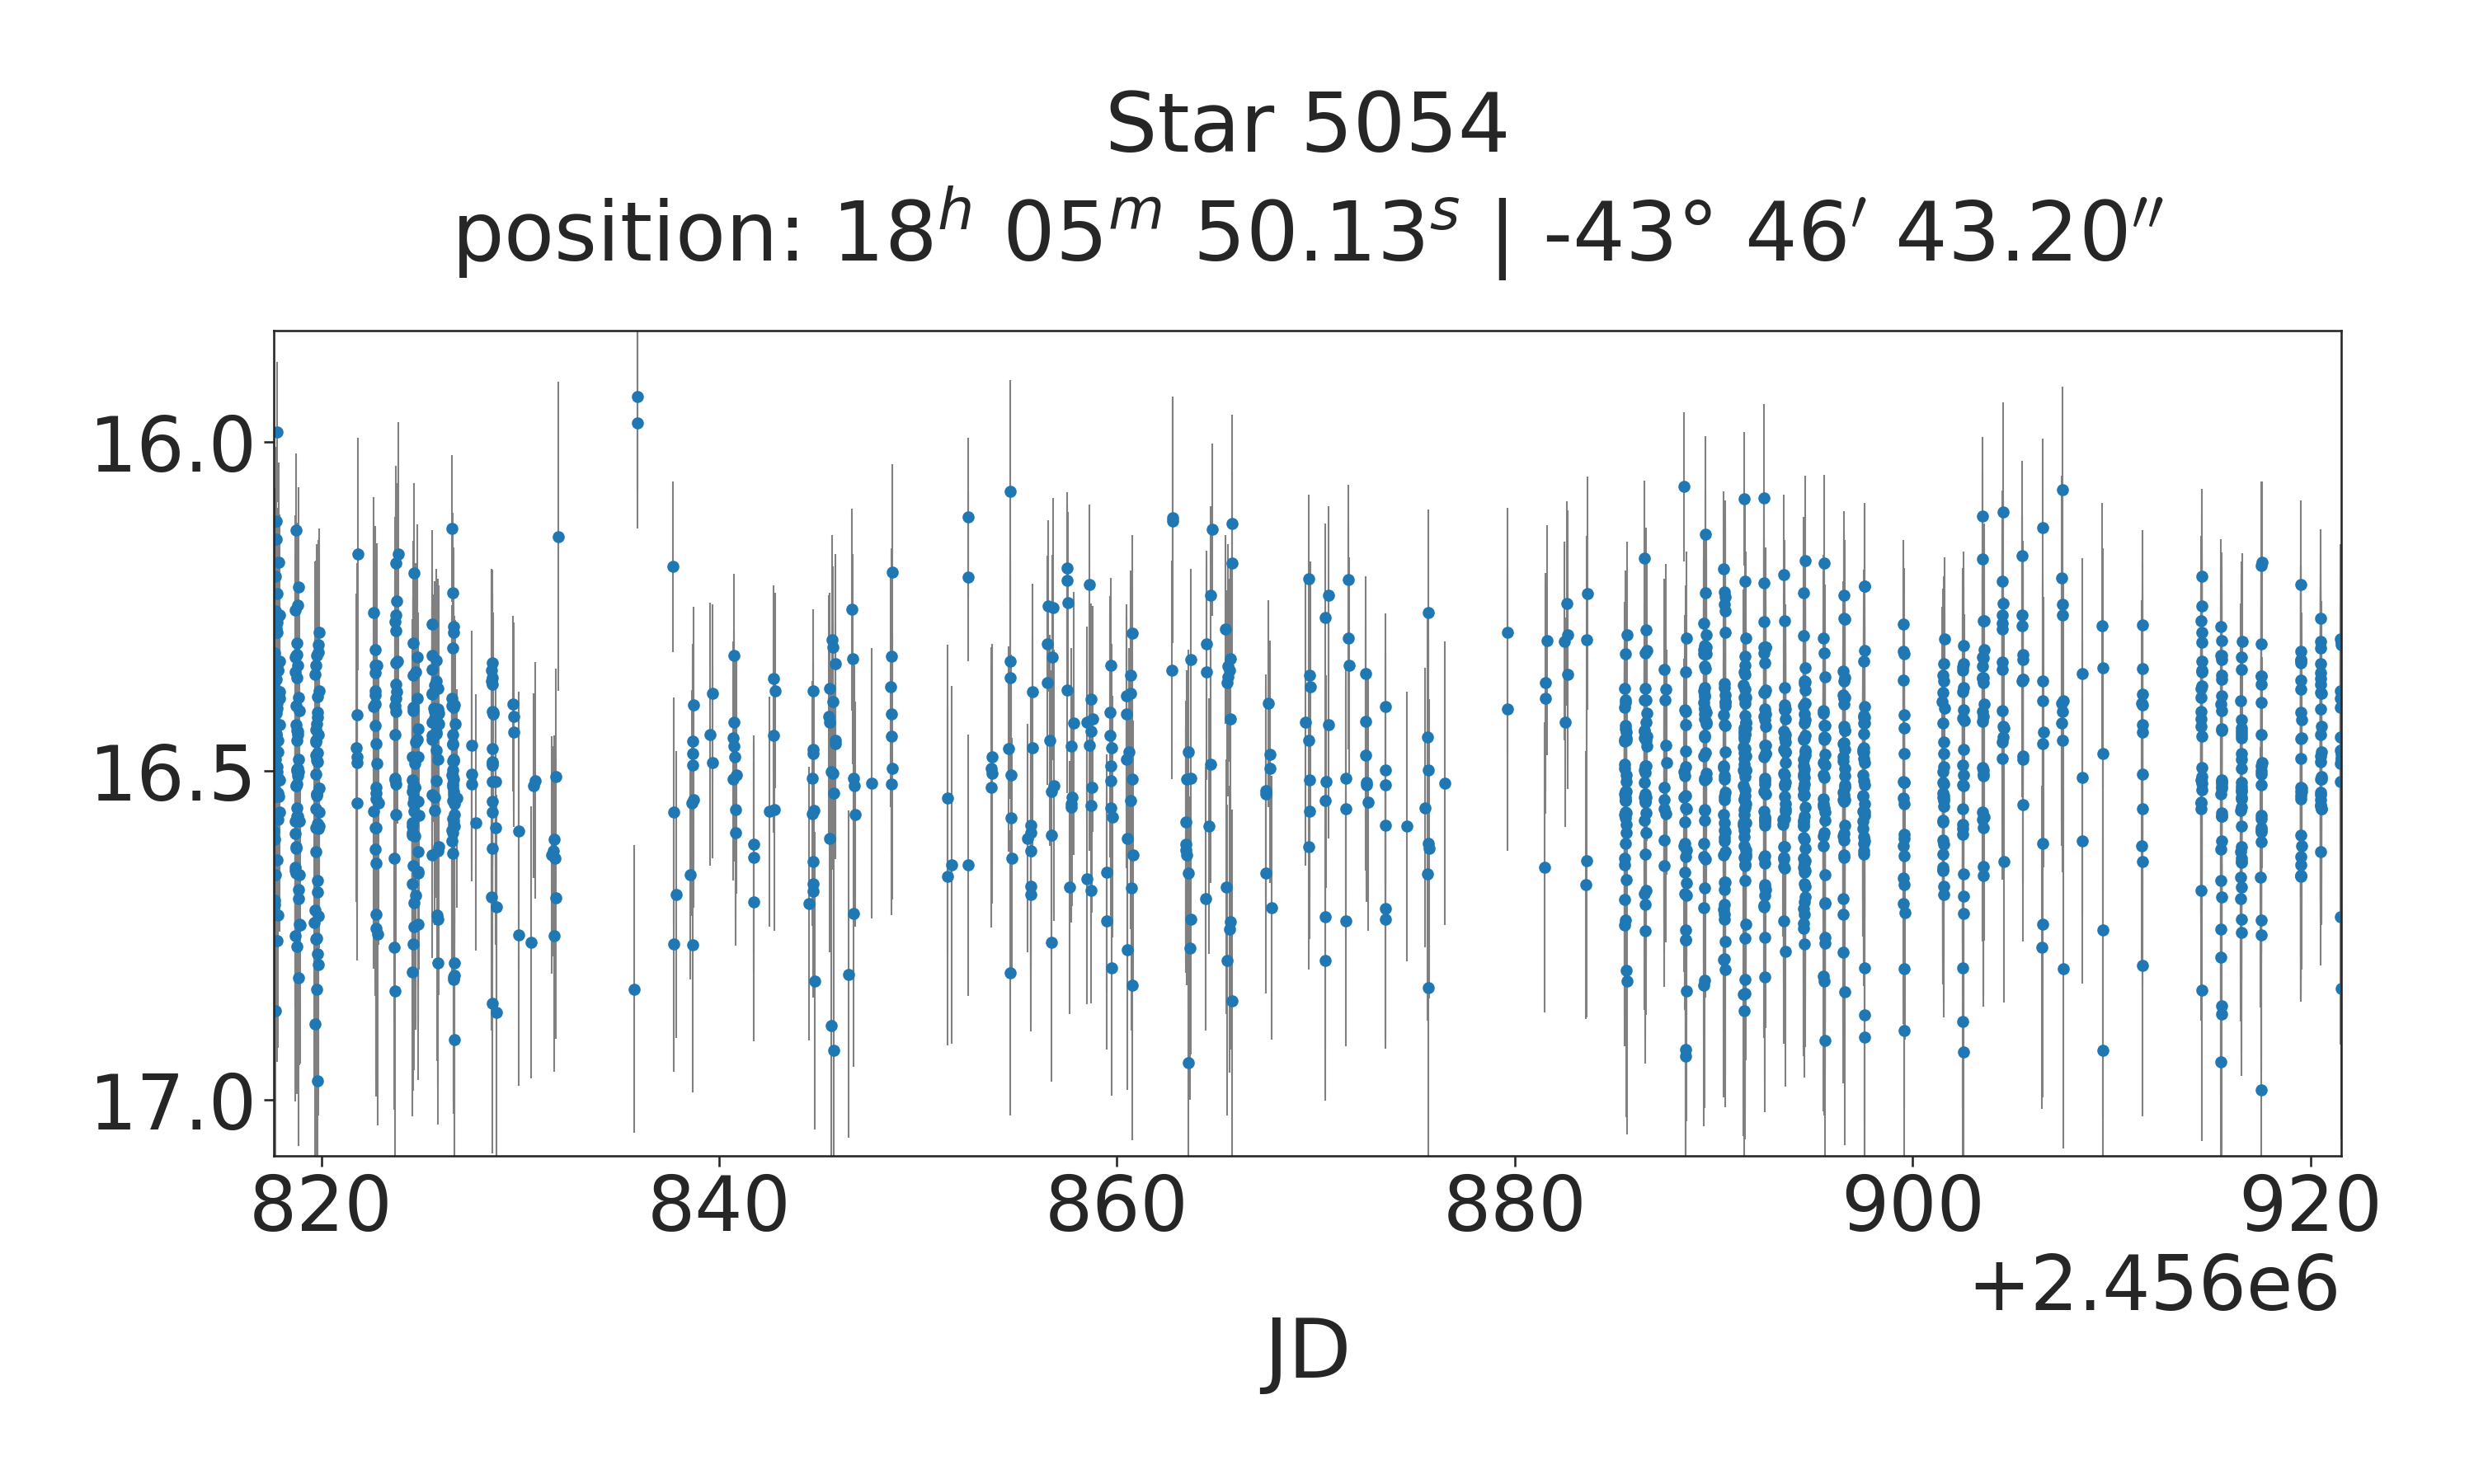 Star 5054
position: 18ʰ 05ᵐ 50.13ˢ | -43° 46′ 43.20′′
16.0
16.5
17.0
820 840 860 880 900 920
+2.456e6
JD